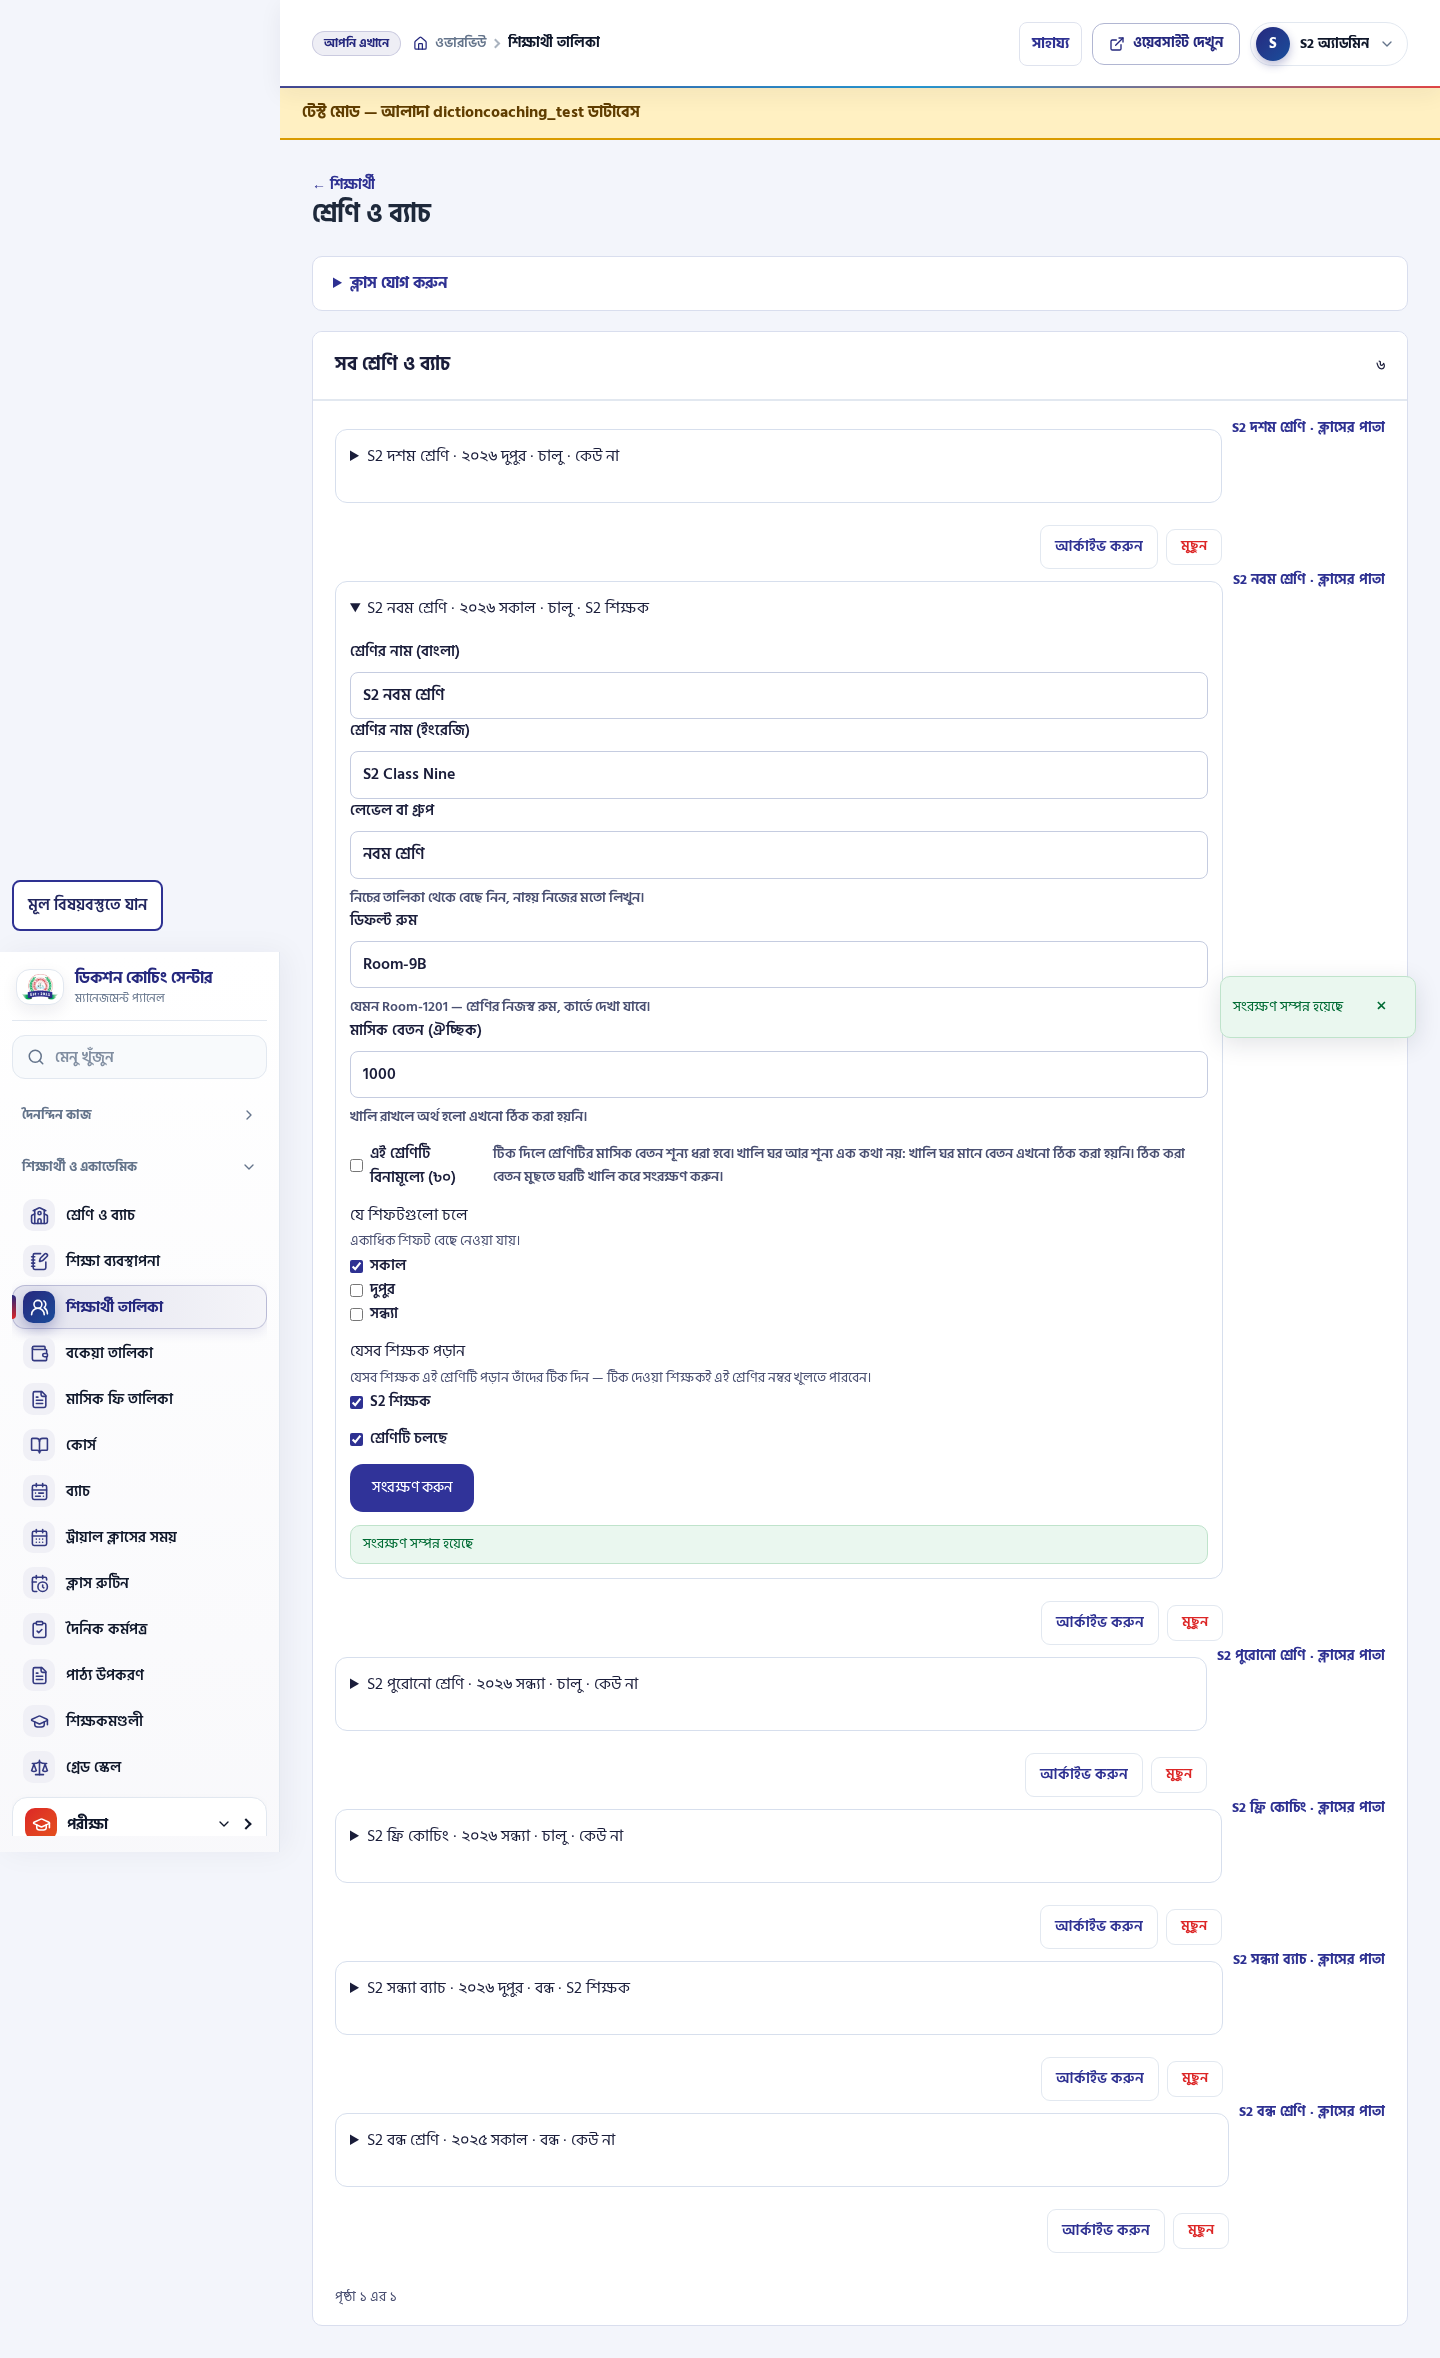 আপনি এখানে
ওভারভিউ
শিক্ষার্থী তালিকা
সাহায্য
ওয়েবসাইট দেখুন
S
S2 অ্যাডমিন
টেস্ট মোড — আলাদা dictioncoaching_test ডাটাবেস
← শিক্ষার্থী
শ্রেণি ও ব্যাচ
ক্লাস যোগ করুন
সব শ্রেণি ও ব্যাচ
৬
S2 দশম শ্রেণি · ২০২৬ দুপুর · চালু · কেউ না
S2 দশম শ্রেণি · ক্লাসের পাতা
আর্কাইভ করুন
মুছুন
S2 নবম শ্রেণি · ২০২৬ সকাল · চালু · S2 শিক্ষক
S2 নবম শ্রেণি · ক্লাসের পাতা
শ্রেণির নাম (বাংলা)
S2 নবম শ্রেণি
শ্রেণির নাম (ইংরেজি)
S2 Class Nine
লেভেল বা গ্রুপ
নবম শ্রেণি
নিচের তালিকা থেকে বেছে নিন, নাহয় নিজের মতো লিখুন।
ডিফল্ট রুম
Room-9B
যেমন Room-1201 — শ্রেণির নিজস্ব রুম, কার্ডে দেখা যাবে।
মাসিক বেতন (ঐচ্ছিক)
1000
খালি রাখলে অর্থ হলো এখনো ঠিক করা হয়নি।
এই শ্রেণিটি
বিনামূল্যে (৳০)
টিক দিলে শ্রেণিটির মাসিক বেতন শূন্য ধরা হবে। খালি ঘর আর শূন্য এক কথা নয়: খালি ঘর মানে বেতন এখনো ঠিক করা হয়নি। ঠিক করা
বেতন মুছতে ঘরটি খালি করে সংরক্ষণ করুন।
যে শিফটগুলো চলে
একাধিক শিফট বেছে নেওয়া যায়।
সকাল
দুপুর
সন্ধ্যা
যেসব শিক্ষক পড়ান
যেসব শিক্ষক এই শ্রেণিটি পড়ান তাঁদের টিক দিন — টিক দেওয়া শিক্ষকই এই শ্রেণির নম্বর খুলতে পারবেন।
S2 শিক্ষক
শ্রেণিটি চলছে
সংরক্ষণ করুন
সংরক্ষণ সম্পন্ন হয়েছে
আর্কাইভ করুন
মুছুন
S2 পুরোনো শ্রেণি · ২০২৬ সন্ধ্যা · চালু · কেউ না
S2 পুরোনো শ্রেণি · ক্লাসের পাতা
আর্কাইভ করুন
মুছুন
S2 ফ্রি কোচিং · ২০২৬ সন্ধ্যা · চালু · কেউ না
S2 ফ্রি কোচিং · ক্লাসের পাতা
আর্কাইভ করুন
মুছুন
S2 সন্ধ্যা ব্যাচ · ২০২৬ দুপুর · বন্ধ · S2 শিক্ষক
S2 সন্ধ্যা ব্যাচ · ক্লাসের পাতা
আর্কাইভ করুন
মুছুন
S2 বন্ধ শ্রেণি · ২০২৫ সকাল · বন্ধ · কেউ না
S2 বন্ধ শ্রেণি · ক্লাসের পাতা
আর্কাইভ করুন
মুছুন
পৃষ্ঠা ১ এর ১
সংরক্ষণ সম্পন্ন হয়েছে
×
মূল বিষয়বস্তুতে যান
ডিকশন কোচিং সেন্টার
ম্যানেজমেন্ট প্যানেল
মেনু খুঁজুন
দৈনন্দিন কাজ
শিক্ষার্থী ও একাডেমিক
শ্রেণি ও ব্যাচ
শিক্ষা ব্যবস্থাপনা
শিক্ষার্থী তালিকা
বকেয়া তালিকা
মাসিক ফি তালিকা
কোর্স
ব্যাচ
ট্রায়াল ক্লাসের সময়
ক্লাস রুটিন
দৈনিক কর্মপত্র
পাঠ্য উপকরণ
শিক্ষকমণ্ডলী
গ্রেড স্কেল
পরীক্ষা